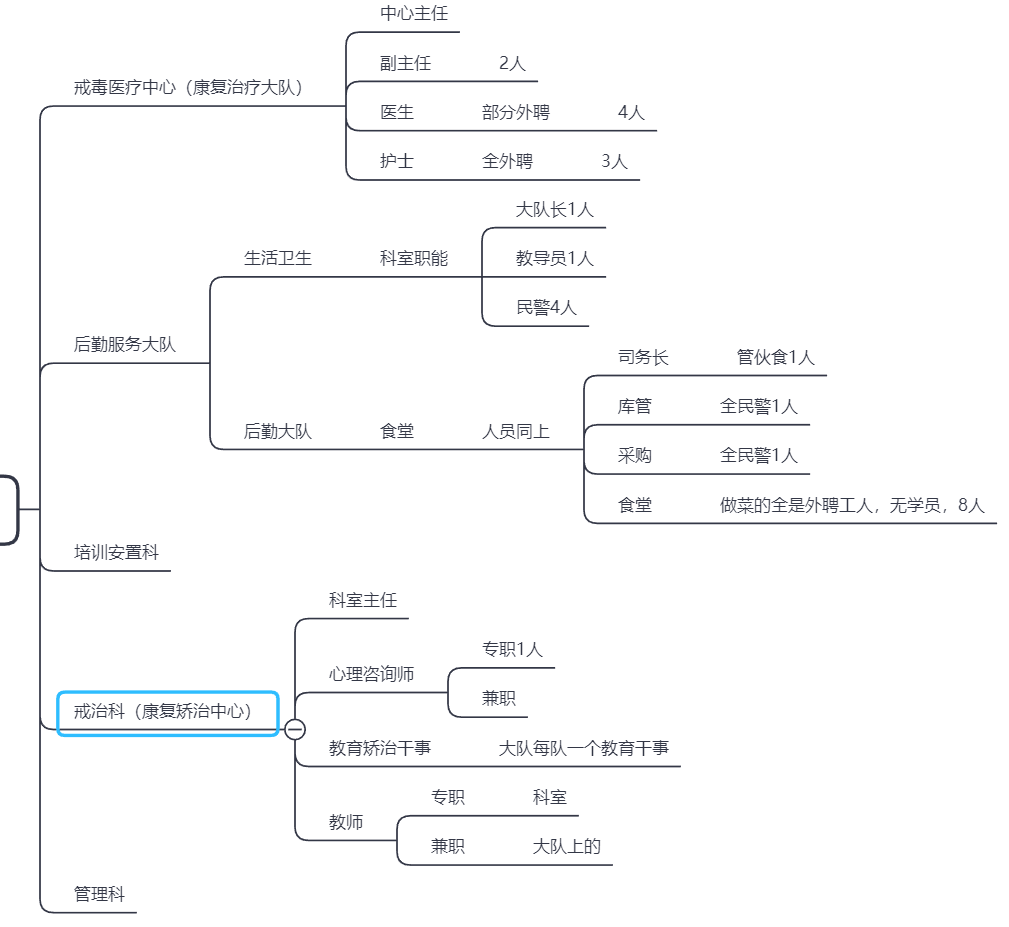 中心主任
副主任 2人
戒毒医疗中心（康复治疗大队）
医生 部分外聘 4人
护士 全外聘 3人
大队长1人
生活卫生 科室职能 教导员1人
民警4人
后勤服务大队
司务长 管伙食1人
库管 全民警1人
后勤大队 食堂 人员同上
采购 全民警1人
食堂 做菜的全是外聘工人，无学员，8人
培训安置科
科室主任
专职1人
心理咨询师
兼职
戒治科（康复矫治中心）
教育矫治干事 大队每队一个教育干事
专职 科室
教师
兼职 大队上的
管理科